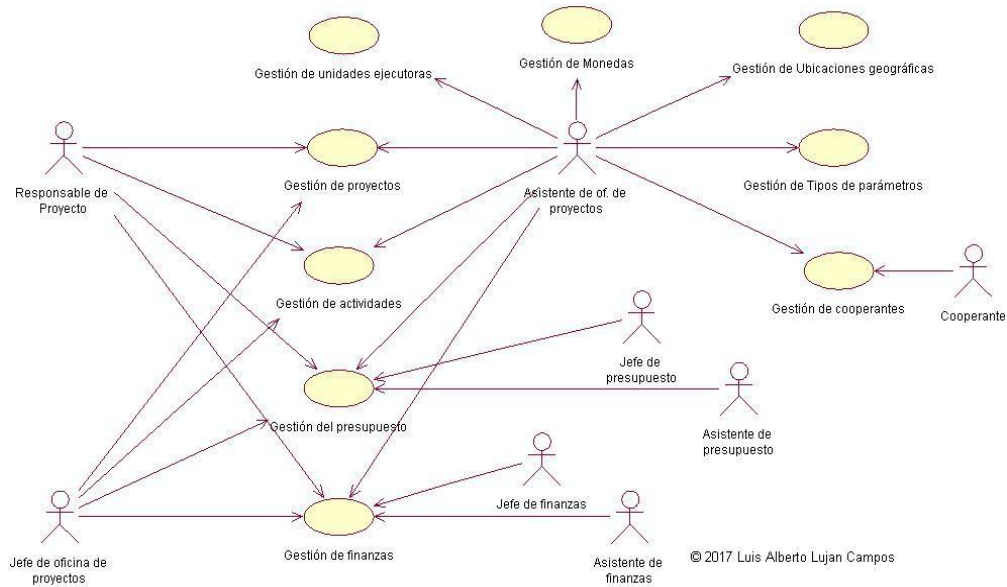 Gestión de unidades ejecutoras
Gestión de Monedas
Gestión de Ubicaciones geográficas
Responsable de
Proyecto
Gestión de proyectos
Asistente de of. de
proyectos
Gestión de Tipos de parámetros
Gestión de actividades
Gestión de cooperantes
Cooperante
Jefe de
presupuesto
Gestión del presupuesto
Asistente de
presupuesto
Jefe de finanzas
Jefe de oficina de
proyectos
Gestión de finanzas
Asistente de
finanzas
© 2017 Luis Alberto Lujan Campos